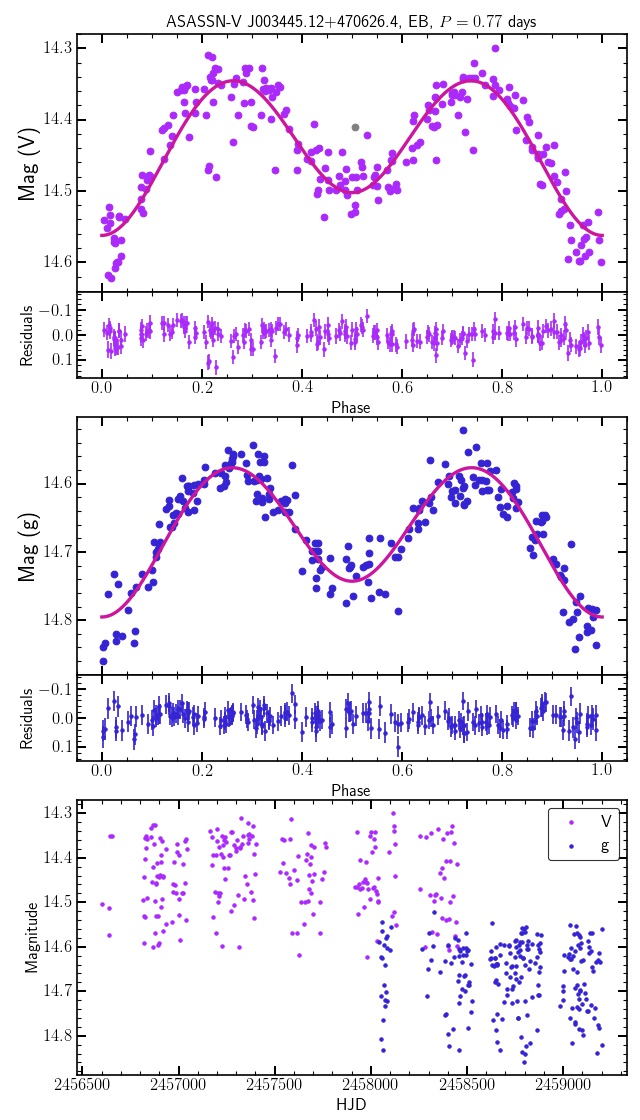 ASASSN-V J003445.12+470626.4, EB, P = 0.77 days
14.3
14.4
14.5
14.6
Mag (V)
−0.1
0.0
0.1
Residuals
0.0 0.2 0.4 0.6 0.8 1.0
Phase
14.6
14.7
14.8
Mag (g)
−0.1
0.0
0.1
Residuals
0.0 0.2 0.4 0.6 0.8 1.0
Phase
14.3
14.4
14.5
14.6
14.7
14.8
Magnitude
V
g
2456500 2457000 2457500 2458000 2458500 2459000
HJD